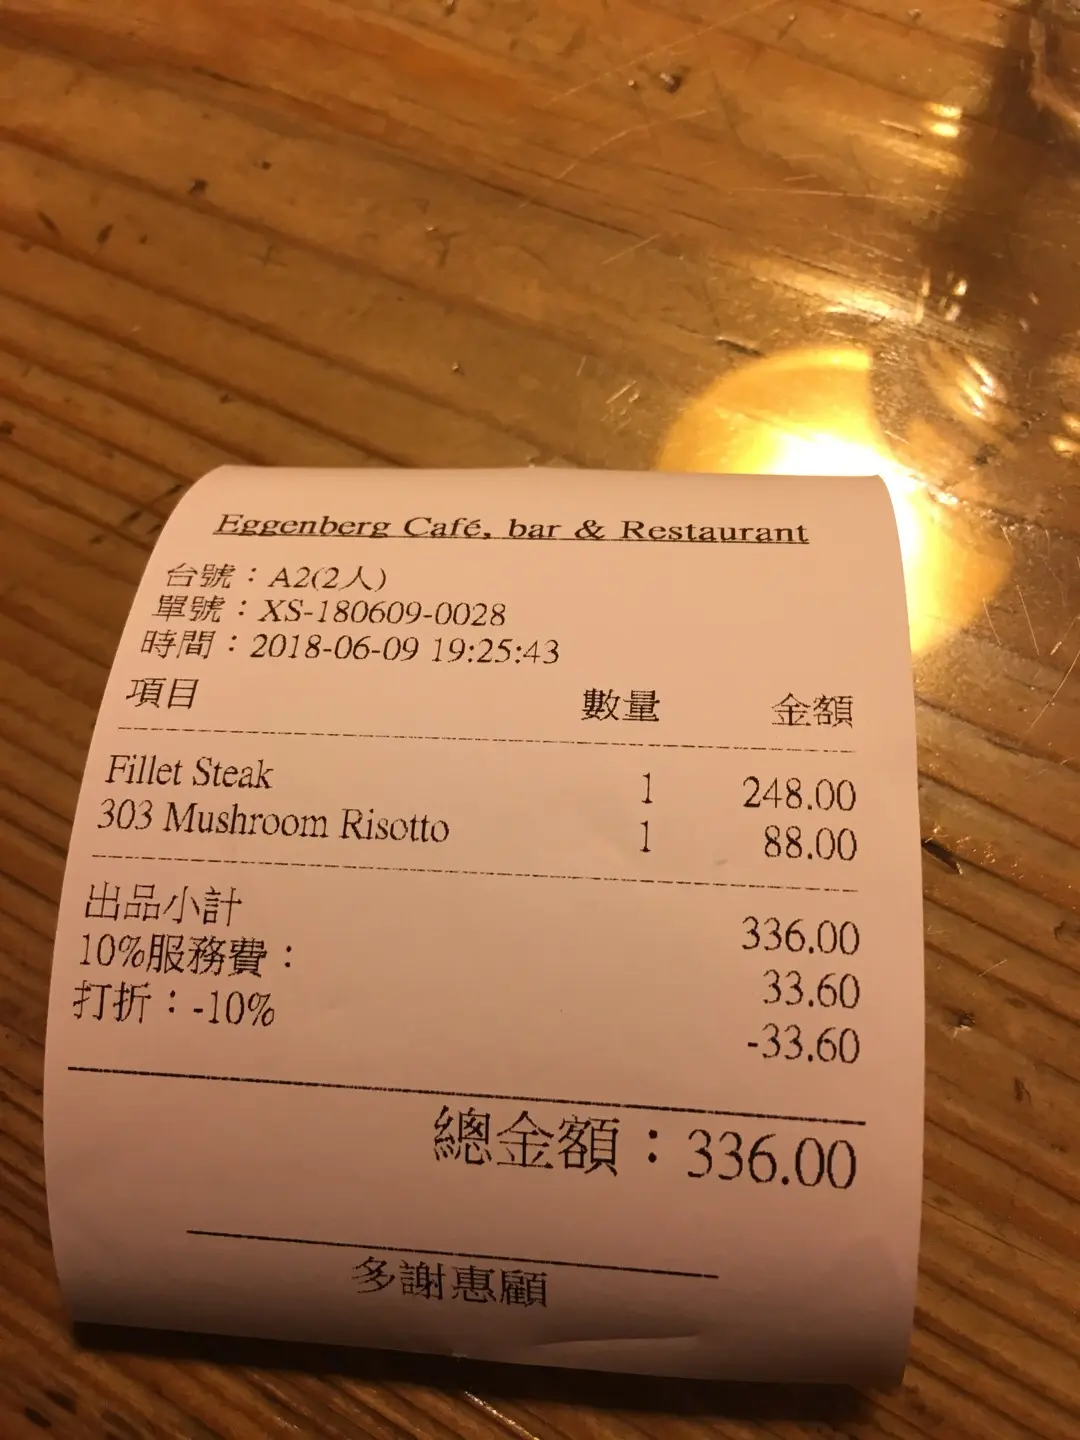 Eggenberg Café, bar & Restaurant
台號：A2(2人)
單號：XS-180609-0028
時間：2018-06-09 19:25:43
項目 數量 金額
Fillet Steak 1 248.00
303 Mushroom Risotto 1 88.00
出品小計 336.00
10%服務費： 33.60
打折：-10% -33.60
總金額：336.00
多謝惠顧